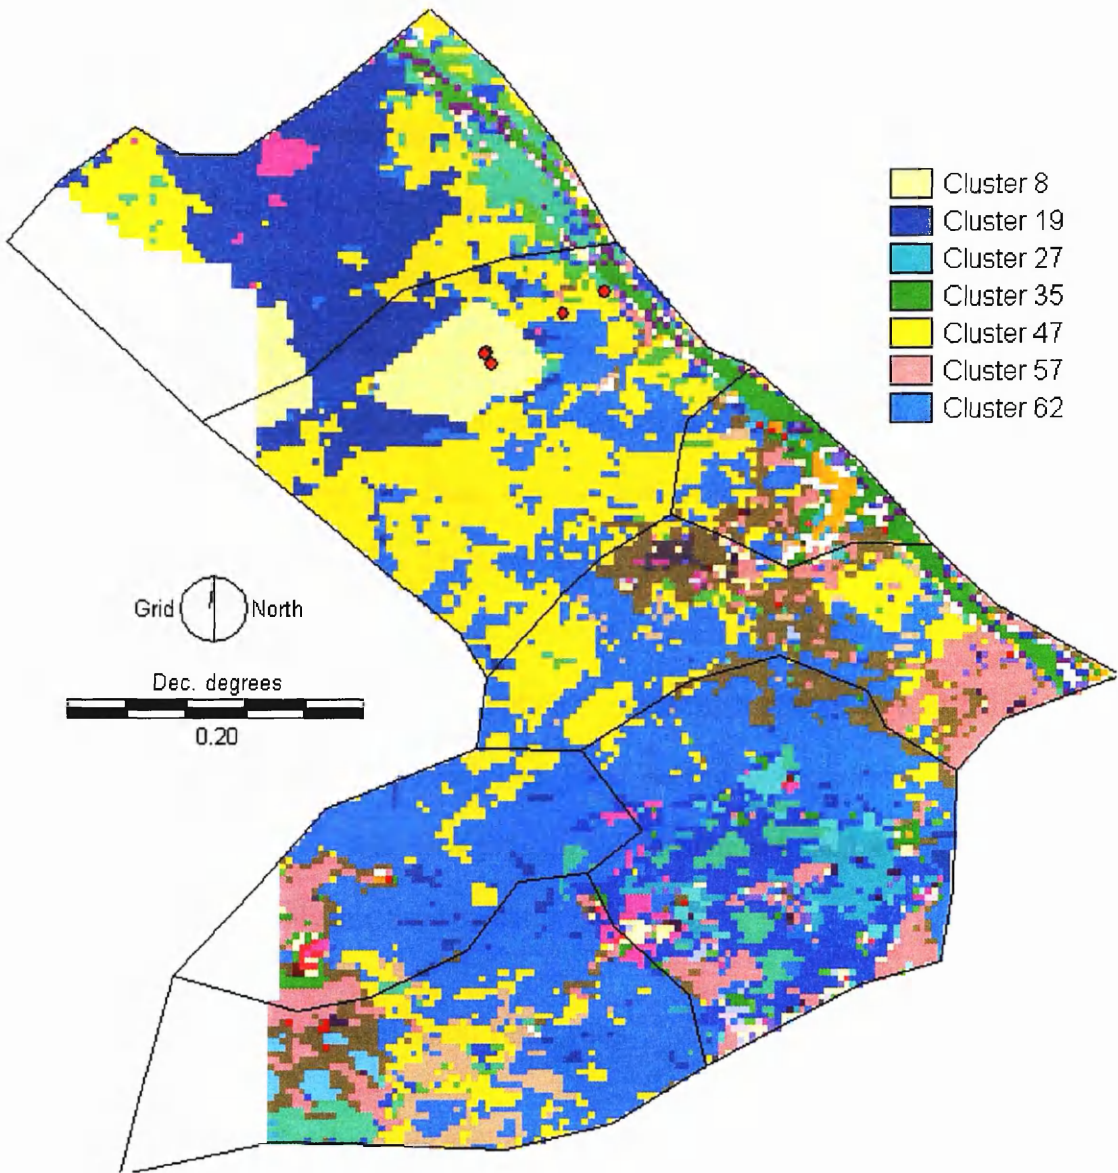 Cluster 8
Cluster 19
Cluster 27
Cluster 35
Cluster 47
Cluster 57
Cluster 62
Grid North
Dec. degrees
0.20